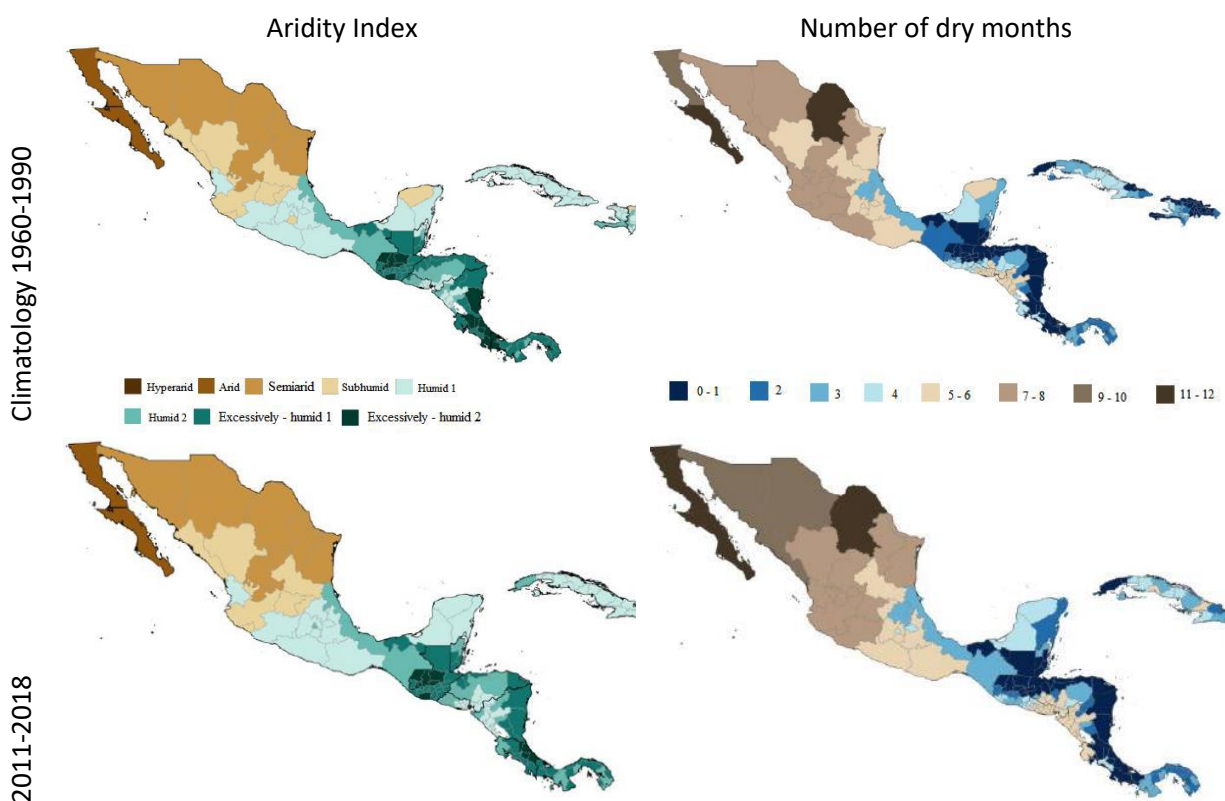 Aridity Index
Number of dry months
Climatology 1960-1990
Hyperarid Arid Semiarid Subhumid Humid 1
Humid 2 Excessively - humid 1 Excessively - humid 2
0 - 1 2 3 4 5 - 6 7 - 8 9 - 10 11 - 12
2011-2018